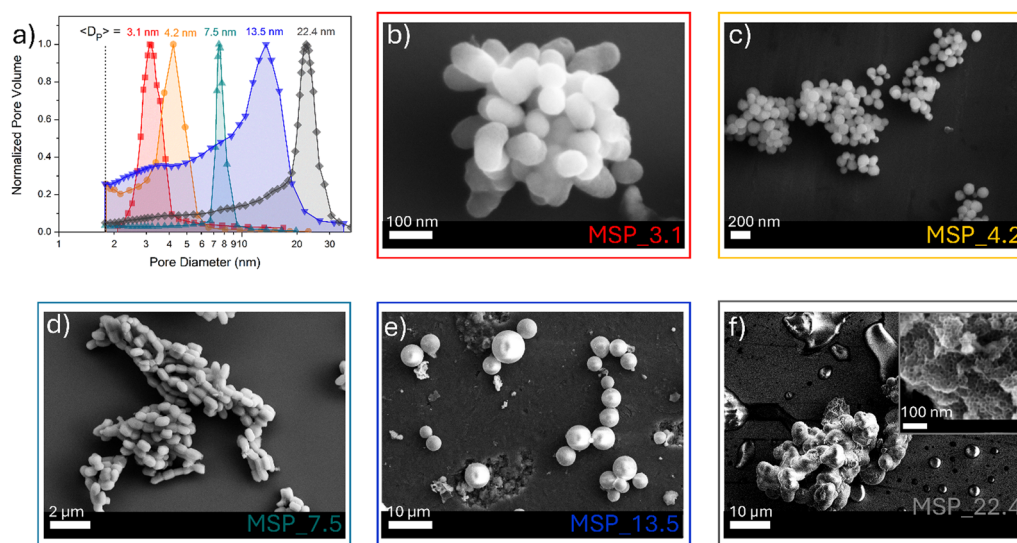 a)
<D_P> = 3.1 nm 4.2 nm 7.5 nm 13.5 nm 22.4 nm
1.0
0.8
0.6
0.4
0.2
0.0
Normalized Pore Volume
1 2 3 4 5 6 7 8 9 10 20 30
Pore Diameter (nm)
b)
100 nm
MSP_3.1
c)
200 nm
MSP_4.2
d)
2 µm
MSP_7.5
e)
10 µm
MSP_13.5
f)
100 nm
10 µm
MSP_22.4